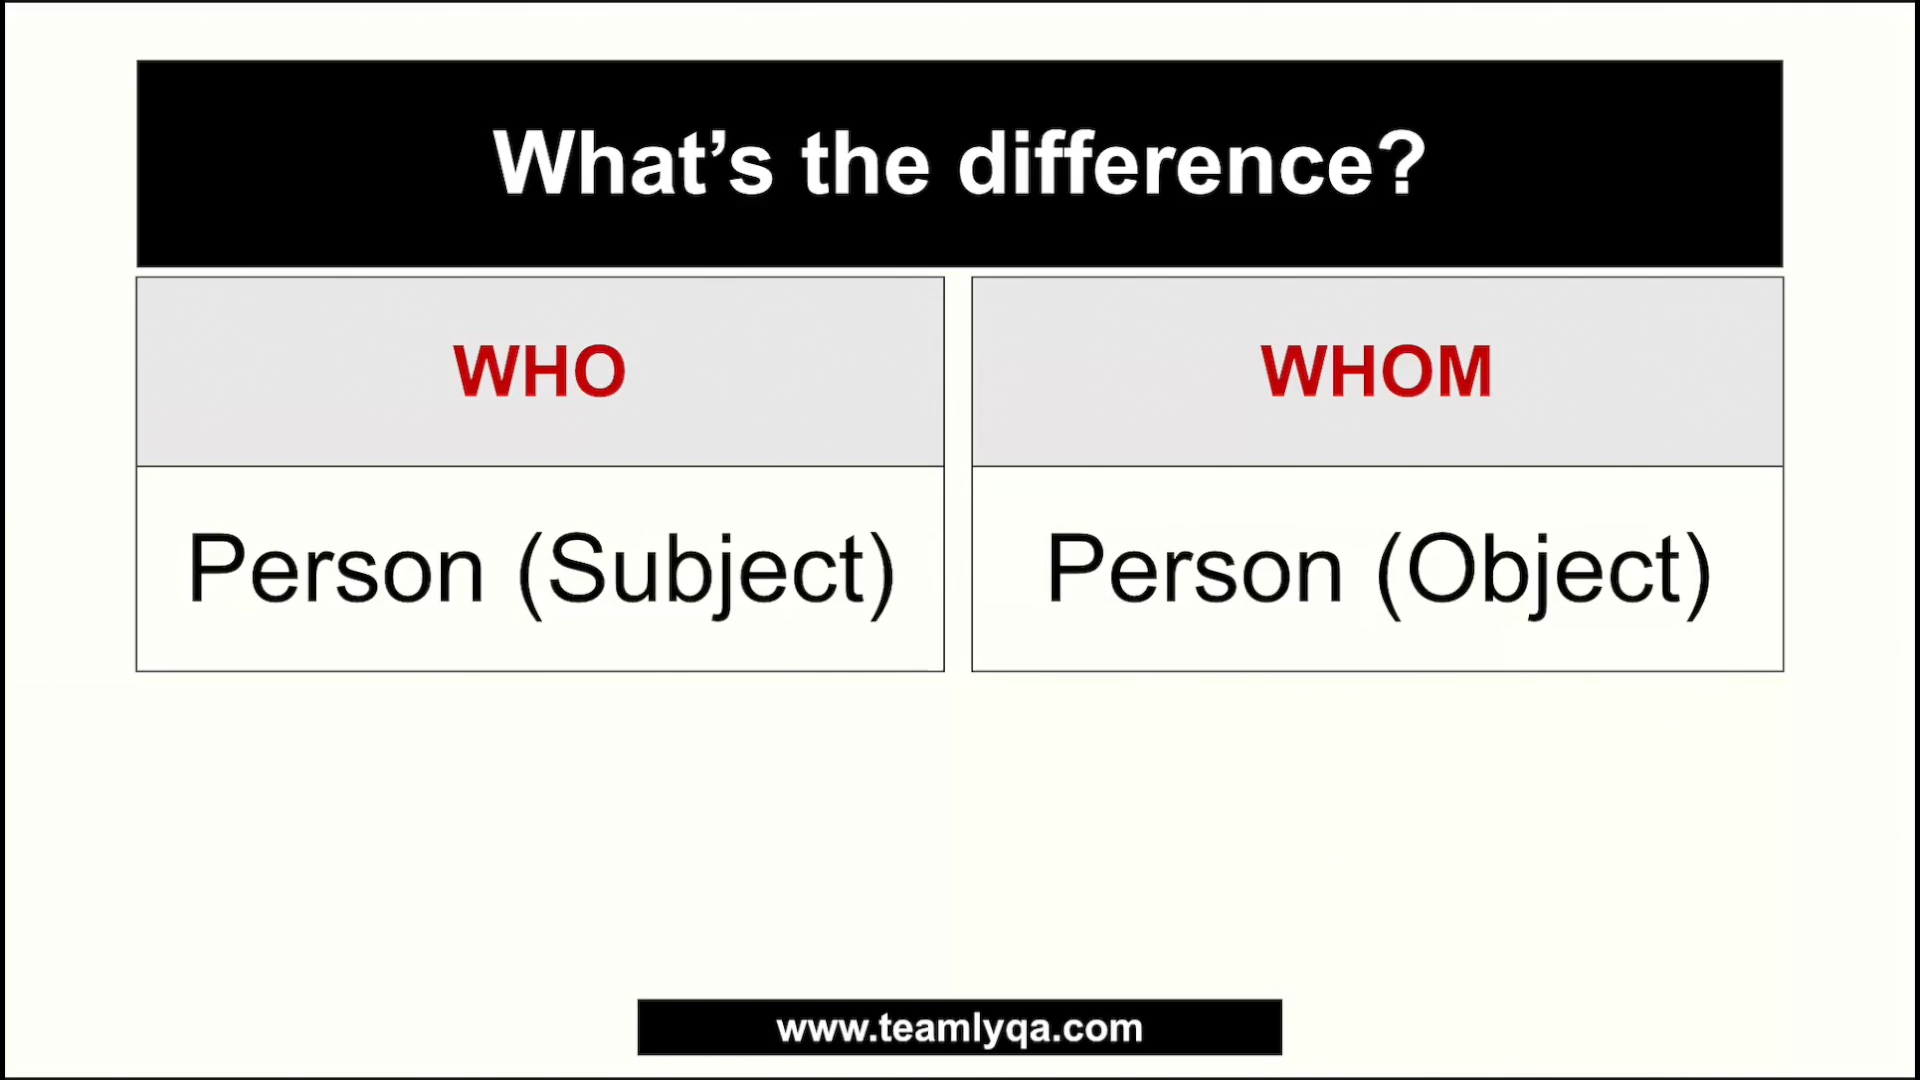 What’s the difference?
WHO
WHOM
Person (Subject)
Person (Object)
www.teamlyqa.com